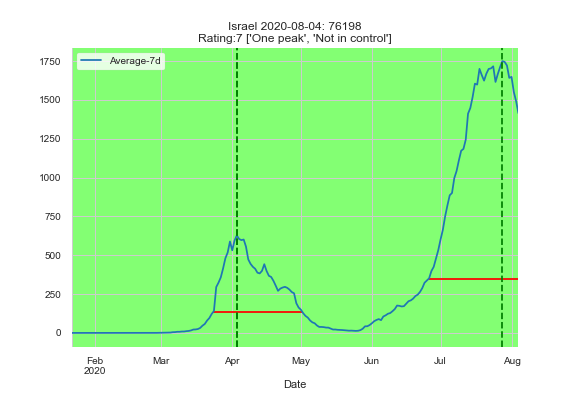 Israel 2020-08-04: 76198
Rating:7 ['One peak', 'Not in control']
Average-7d
1750
1500
1250
1000
750
500
250
0
Feb Mar Apr May Jun Jul Aug
2020
Date